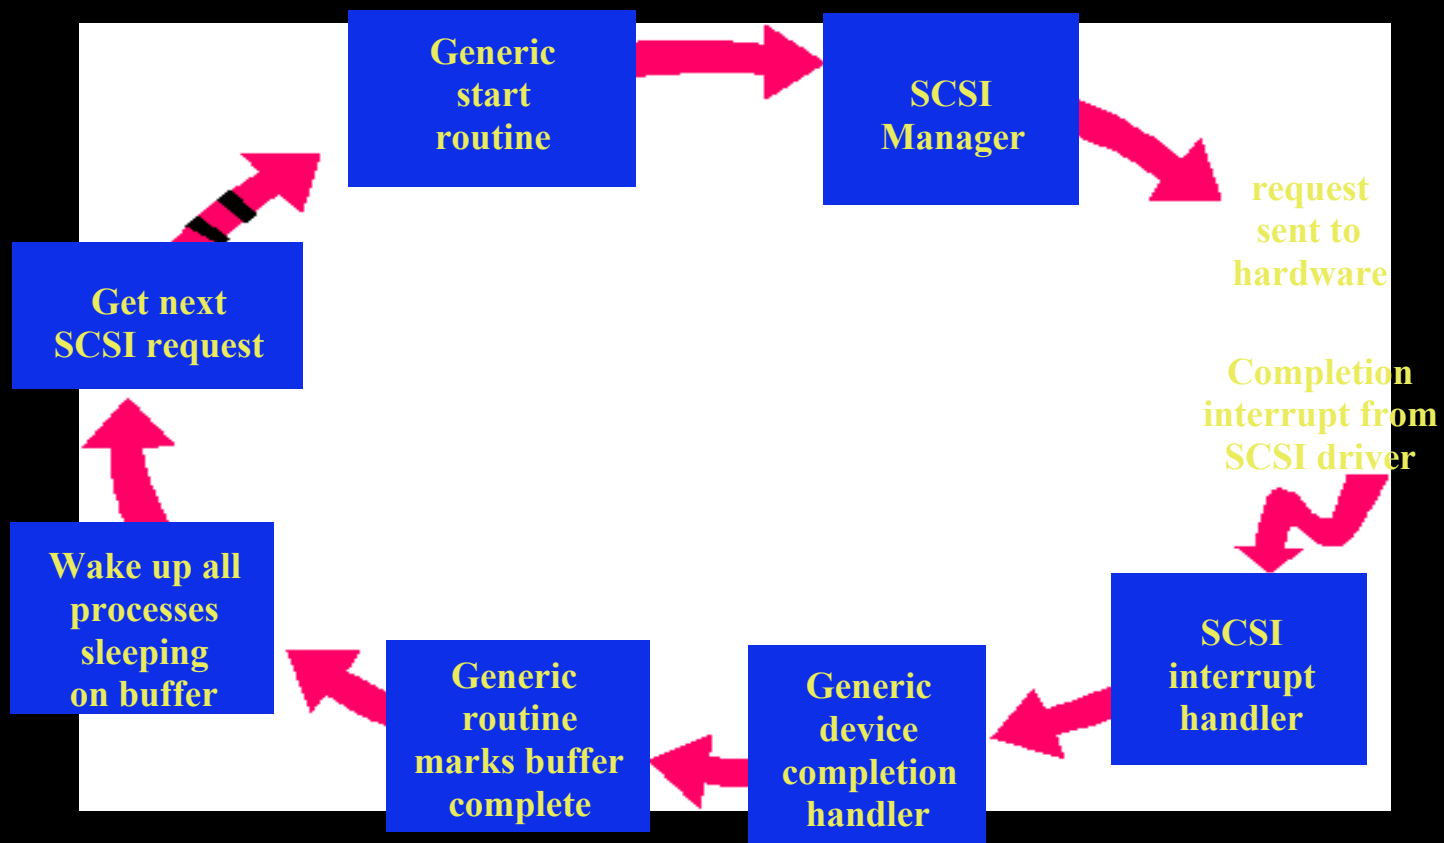 Generic
start
routine
SCSI
Manager
request
sent to
hardware
Completion
interrupt from
SCSI driver
SCSI
interrupt
handler
Generic
device
completion
handler
Generic
routine
marks buffer
complete
Wake up all
processes
sleeping
on buffer
Get next
SCSI request